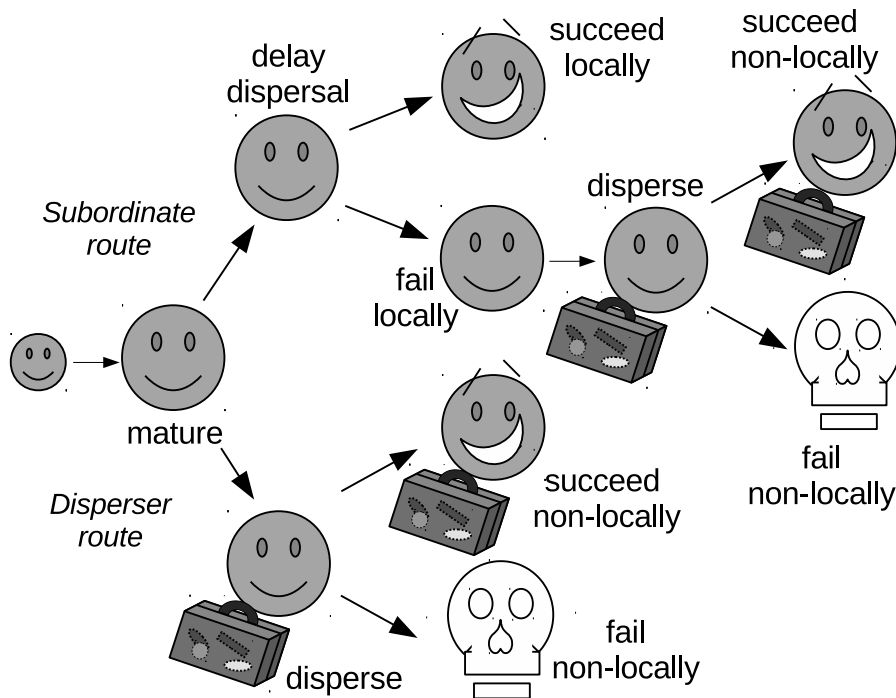 succeed
locally
succeed
non-locally
delay
dispersal
disperse
Subordinate
route
fail
locally
mature
succeed
non-locally
fail
non-locally
Disperser
route
fail
non-locally
disperse